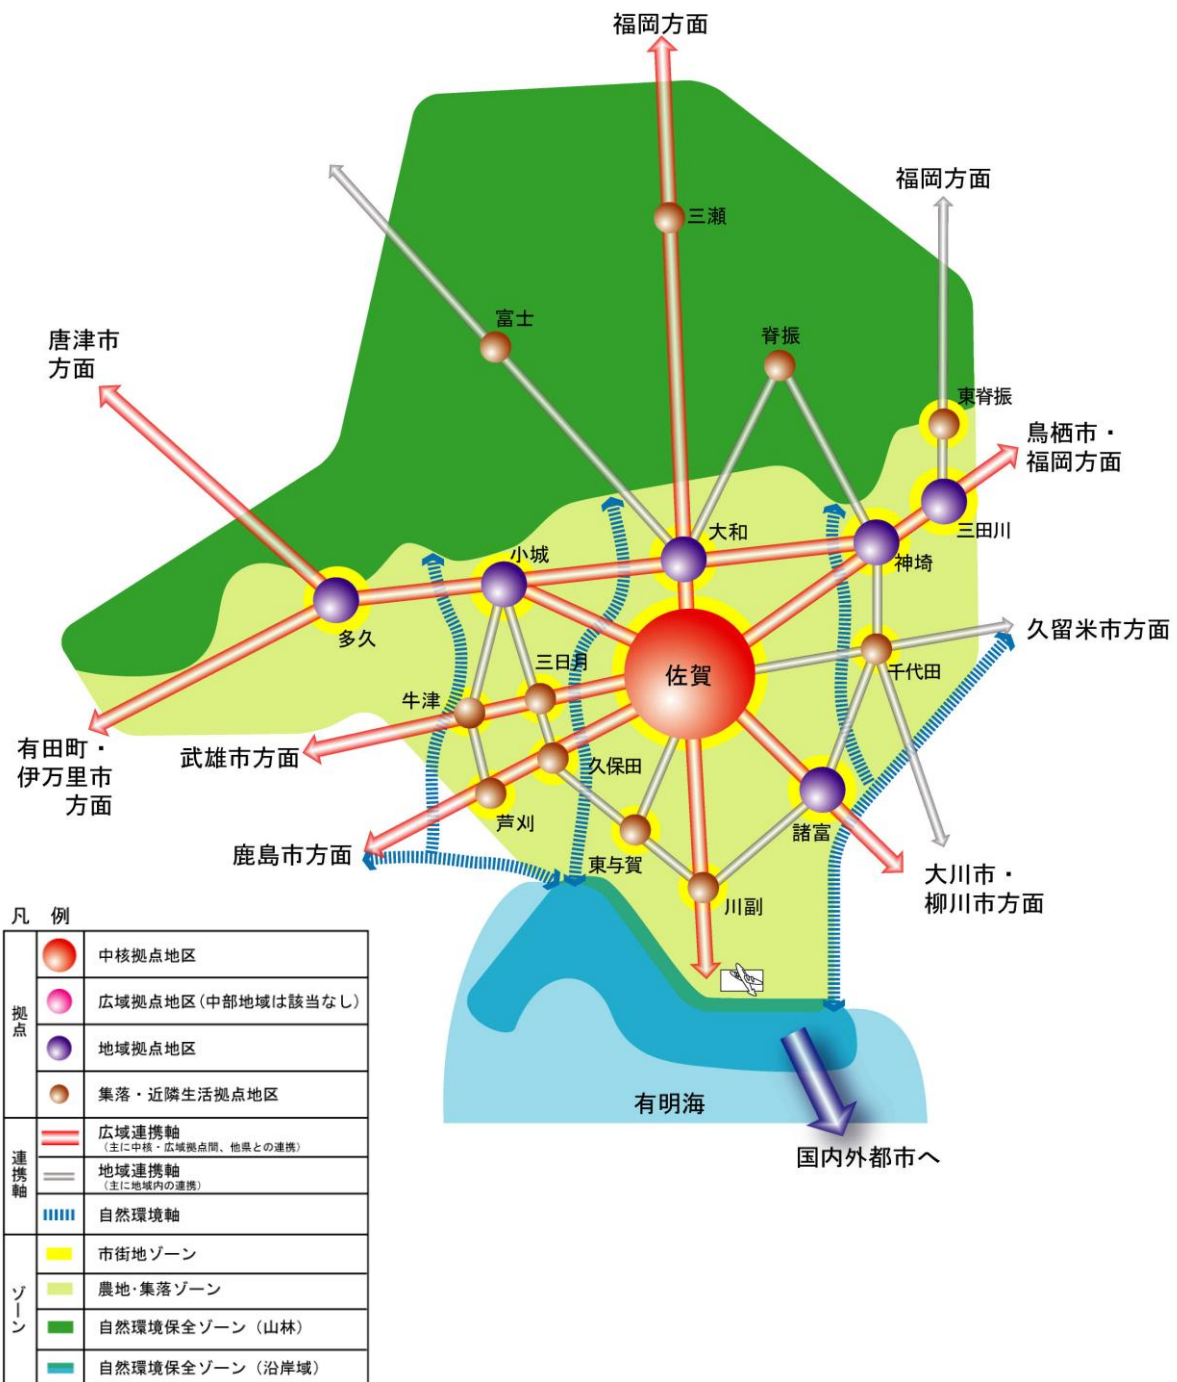 福岡方面
福岡方面
三瀬
富士
脊振
唐津市
方面
東脊振
鳥栖市・
福岡方面
三田川
大和
小城
神埼
多久
久留米市方面
三日月
佐賀
千代田
牛津
有田町・
伊万里市
方面
武雄市方面
久保田
芦刈
諸富
鹿島市方面
東与賀
川副
大川市・
柳川市方面
有明海
国内外都市へ
凡 例
拠点
中核拠点地区
広域拠点地区(中部地域は該当なし)
地域拠点地区
集落・近隣生活拠点地区
連携軸
広域連携軸
(主に中核・広域拠点間、他県との連携)
地域連携軸
(主に地域内の連携)
自然環境軸
ゾーン
市街地ゾーン
農地・集落ゾーン
自然環境保全ゾーン(山林)
自然環境保全ゾーン(沿岸域)